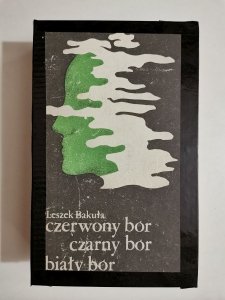 Leszek Bakuła
czerwony bór
czarny bór
biały bór